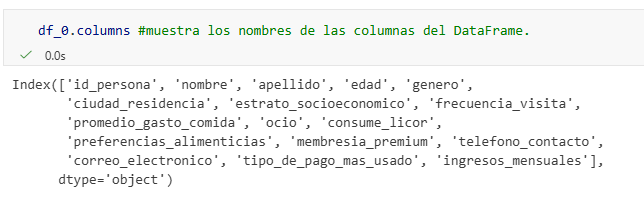 df_0.columns #muestra los nombres de las columnas del DataFrame.
0.0s
Index(['id_persona', 'nombre', 'apellido', 'edad', 'genero',
'ciudad_residencia', 'estrato_socioeconomico', 'frecuencia_visita',
'promedio_gasto_comida', 'ocio', 'consume_licor',
'preferencias_alimenticias', 'membresia_premium', 'telefono_contacto',
'correo_electronico', 'tipo_de_pago_mas_usado', 'ingresos_mensuales'],
dtype='object')